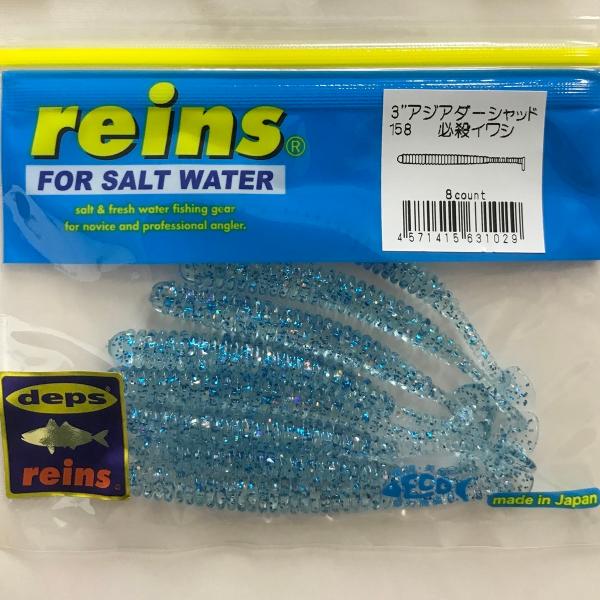 reins®
FOR SALT WATER
salt & fresh water fishing gear
for novice and professional angler.
3"アジアダーシャッド
158 必殺イワシ
8count
4 571415 631029
deps®
reins®
DECOY
made in Japan